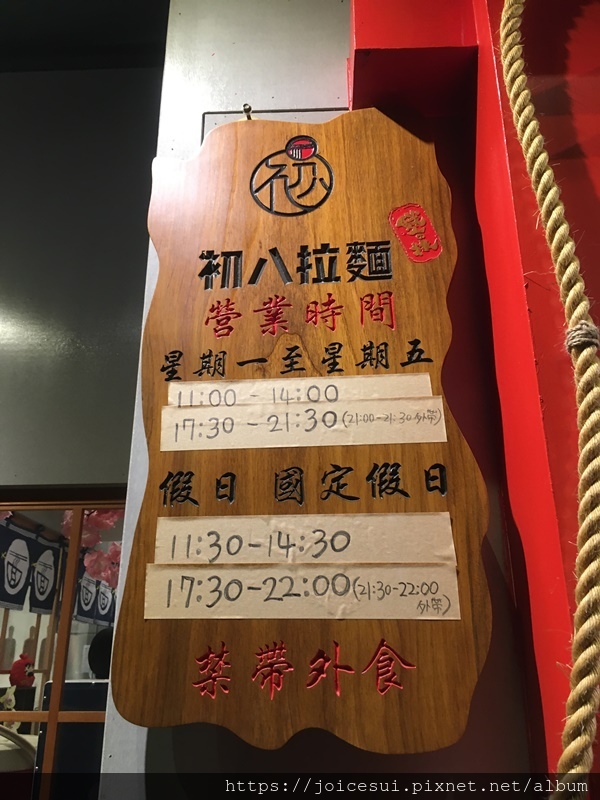 初
初八拉麵
營業時間
星期一至星期五
11:00-14:00
17:30-21:30(21:00-21:30外帶)
假日 國定假日
11:30-14:30
17:30-22:00(21:30-22:00
外帶)
禁帶外食
https://joicesui.pixnet.net/album